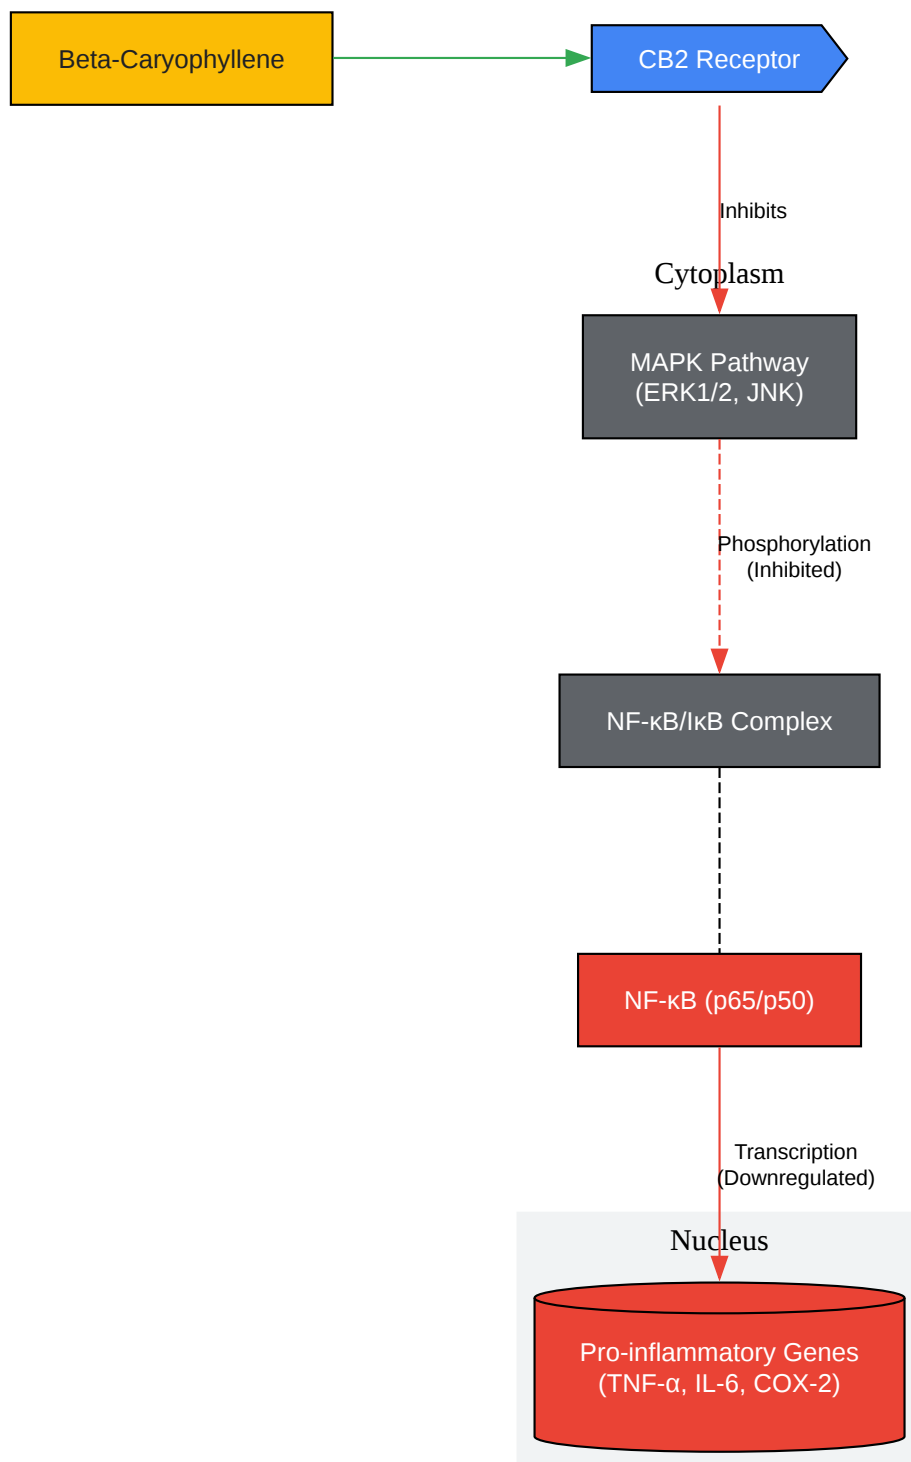 Beta-Caryophyllene
CB2 Receptor
Inhibits
Cytoplasm
MAPK Pathway
(ERK1/2, JNK)
Phosphorylation
(Inhibited)
NF-κB/IκB Complex
NF-κB (p65/p50)
Transcription
(Downregulated)
Nucleus
Pro-inflammatory Genes
(TNF-α, IL-6, COX-2)